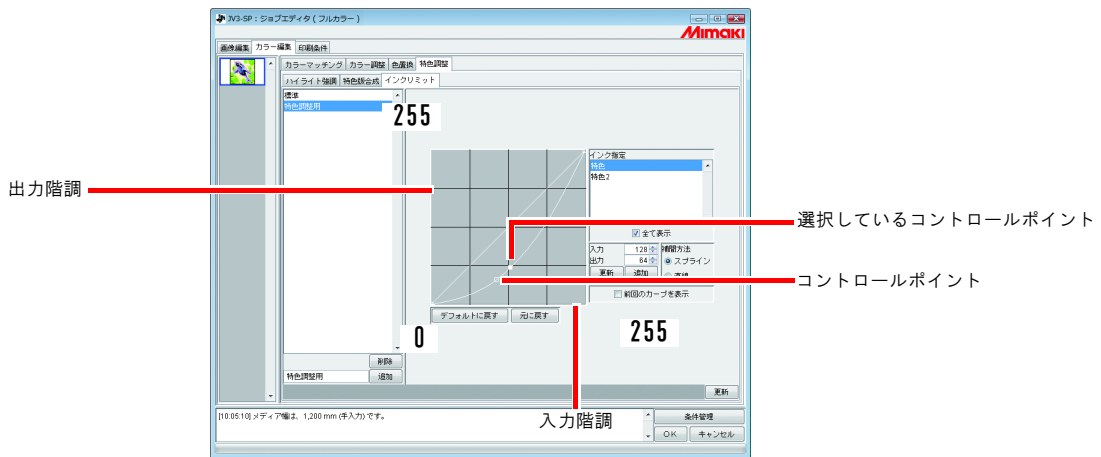 JV3-SP : ジョブエディタ ( フルカラー )
Mimaki
画像編集 カラー編集 印刷条件
カラーマッチング カラー調整 色置換 特色調整
ハイライト強調 特色版合成 インクリミット
標準
特色調整用
255
インク指定
特色
特色2
出力階調
選択しているコントロールポイント
全て表示
入力 128 補間方法
出力 64 スプライン
更新 追加 直線
コントロールポイント
前回のカーブを表示
デフォルトに戻す 元に戻す
0
255
削除
特色調整用 追加
更新
[10:05:10] メディア幅は、1,200 mm (手入力) です。
入力階調
条件管理
OK キャンセル